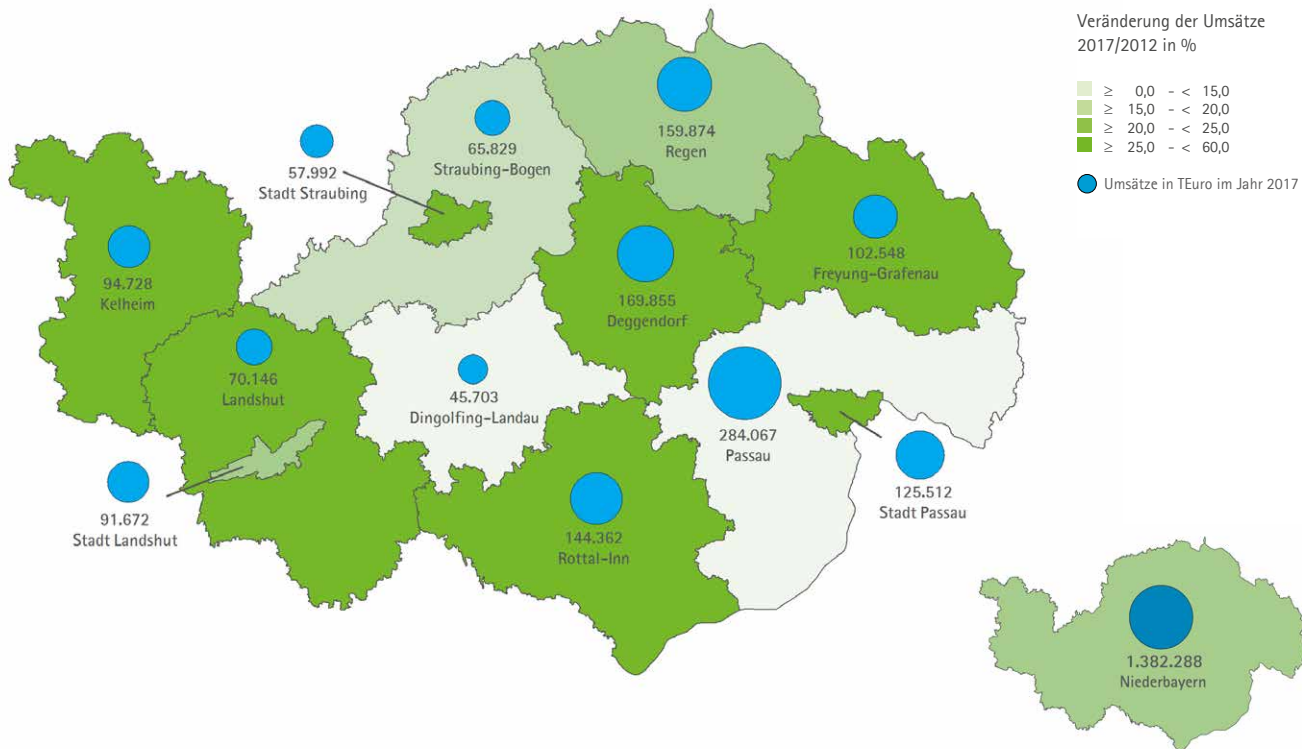 Veränderung der Umsätze
2017/2012 in %
≥ 0,0 - < 15,0
≥ 15,0 - < 20,0
≥ 20,0 - < 25,0
≥ 25,0 - < 60,0
Umsätze in TEuro im Jahr 2017
159.874
Regen
65.829
Straubing-Bogen
57.992
Stadt Straubing
102.548
Freyung-Grafenau
94.728
Kelheim
169.855
Deggendorf
70.146
Landshut
45.703
Dingolfing-Landau
284.067
Passau
125.512
Stadt Passau
91.672
Stadt Landshut
144.362
Rottal-Inn
1.382.288
Niederbayern